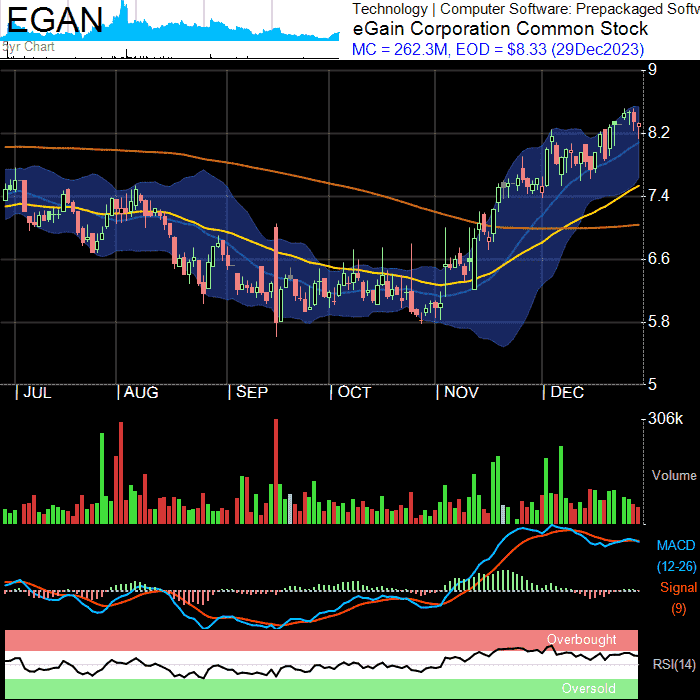 EGAN
5yr Chart
Technology | Computer Software: Prepackaged Softw
eGain Corporation Common Stock
MC = 262.3M, EOD = $8.33 (29Dec2023)
9
8.2
7.4
6.6
5.8
5
| JUL | AUG | SEP | OCT | NOV | DEC
306k
Volume
MACD
(12-26)
Signal
(9)
Overbought
RSI(14)
Oversold